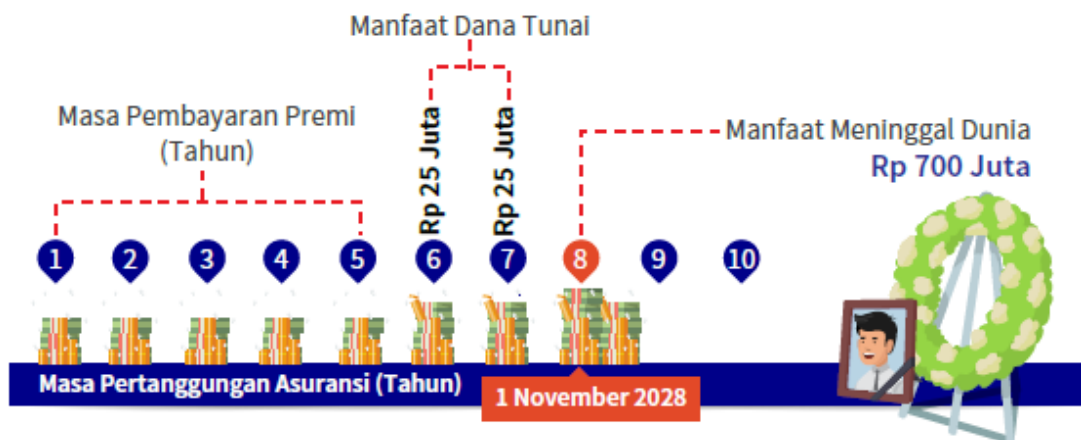 Manfaat Dana Tunai
Masa Pembayaran Premi
(Tahun)
Rp 25 Juta
Rp 25 Juta
Manfaat Meninggal Dunia
Rp 700 Juta
1 2 3 4 5 6 7 8 9 10
Masa Pertanggungan Asuransi (Tahun)
1 November 2028